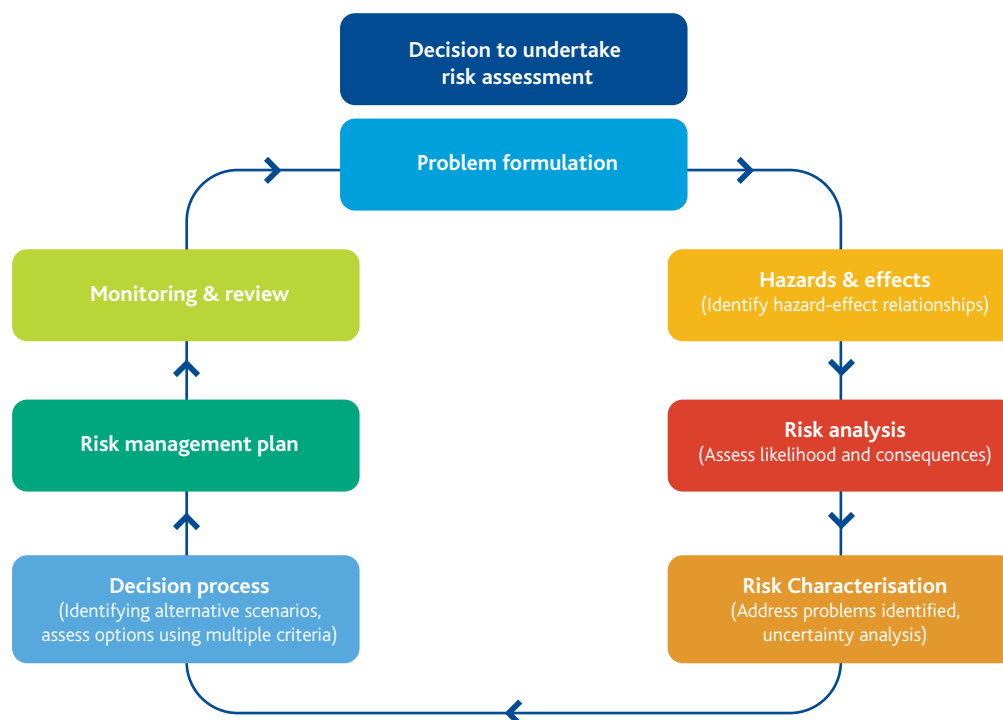 Decision to undertake
risk assessment
Problem formulation
Monitoring & review
Hazards & effects
(Identify hazard-effect relationships)
Risk management plan
Risk analysis
(Assess likelihood and consequences)
Decision process
(Identifying alternative scenarios,
assess options using multiple criteria)
Risk Characterisation
(Address problems identified,
uncertainty analysis)